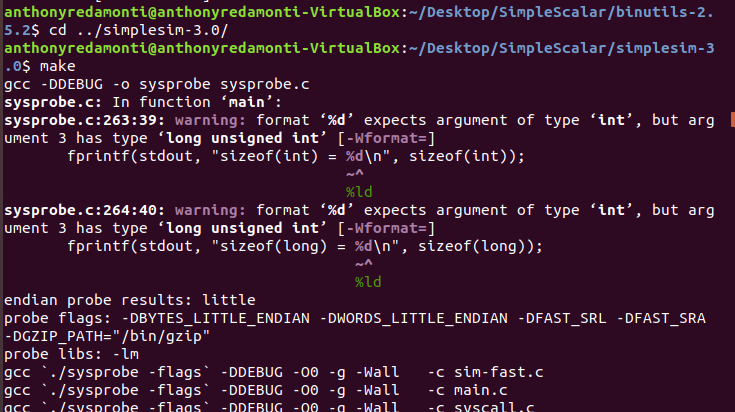 anthonyredamonti@anthonyredamonti-VirtualBox:~/Desktop/SimpleScalar/binutils-2.
5.2$ cd ../simplesim-3.0/
anthonyredamonti@anthonyredamonti-VirtualBox:~/Desktop/SimpleScalar/simplesim-3
.0$ make
gcc -DDEBUG -o sysprobe sysprobe.c
sysprobe.c: In function ‘main’:
sysprobe.c:263:39: warning: format ‘%d’ expects argument of type ‘int’, but arg
ument 3 has type ‘long unsigned int’ [-Wformat=]
fprintf(stdout, "sizeof(int) = %d\n", sizeof(int));
~^
%ld
sysprobe.c:264:40: warning: format ‘%d’ expects argument of type ‘int’, but arg
ument 3 has type ‘long unsigned int’ [-Wformat=]
fprintf(stdout, "sizeof(long) = %d\n", sizeof(long));
~^
%ld
endian probe results: little
probe flags: -DBYTES_LITTLE_ENDIAN -DWORDS_LITTLE_ENDIAN -DFAST_SRL -DFAST_SRA
-DGZIP_PATH="/bin/gzip"
probe libs: -lm
gcc `./sysprobe -flags` -DDEBUG -O0 -g -Wall   -c sim-fast.c
gcc `./sysprobe -flags` -DDEBUG -O0 -g -Wall   -c main.c
gcc `./sysprobe -flags` -DDEBUG -O0 -g -Wall   -c syscall.c